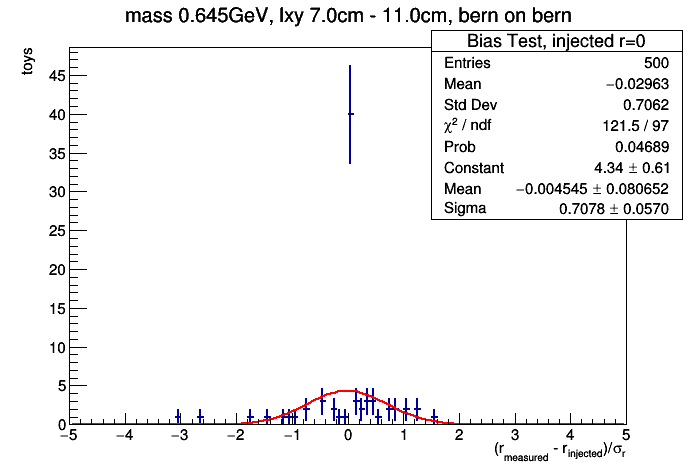 mass 0.645GeV, lxy 7.0cm - 11.0cm, bern on bern
Bias Test, injected r=0
Entries 500
Mean −0.02963
Std Dev 0.7062
χ² / ndf 121.5 / 97
Prob 0.04689
Constant 4.34 ± 0.61
Mean −0.004545 ± 0.080652
Sigma 0.7078 ± 0.0570
toys
45
40
35
30
25
20
15
10
5
0
−5 −4 −3 −2 −1 0 1 2 3 4 5
(r_measured - r_injected)/σ_r